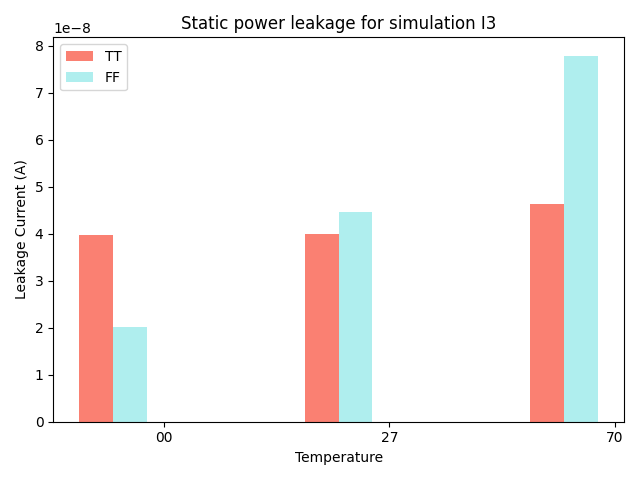 Static power leakage for simulation I3
1e−8
TT
FF
8
7
6
5
4
3
2
1
0
Leakage Current (A)
00
27
70
Temperature